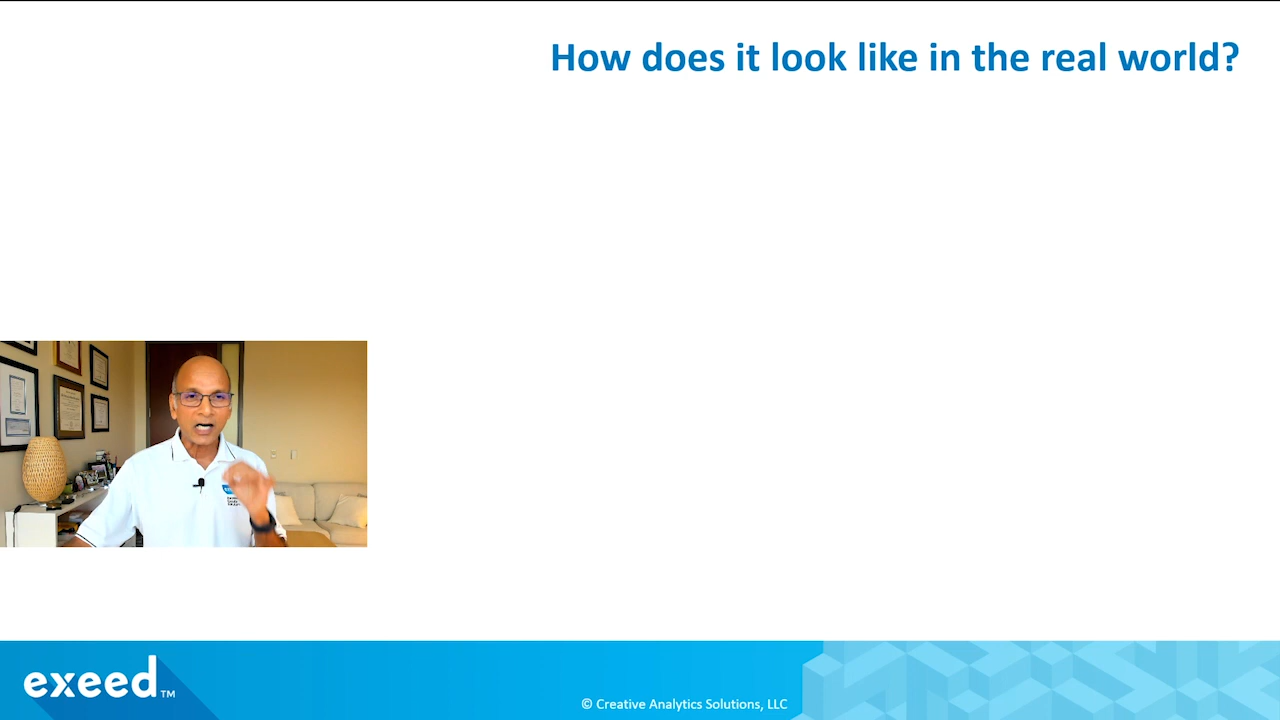 How does it look like in the real world?
exeed™
© Creative Analytics Solutions, LLC